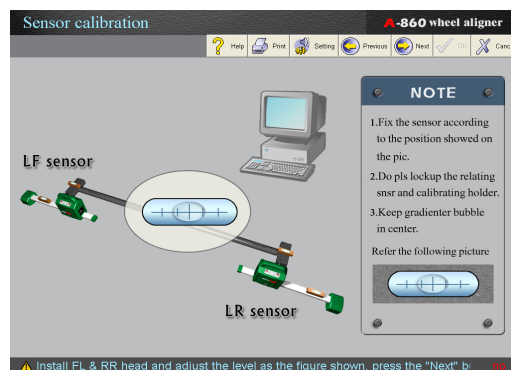 Sensor calibration
A-860 wheel aligner
Help Print Setting Previous Next OK Canc
NOTE
1.Fix the sensor according
to the position showed on
the pic.
2.Do pls lockup the relating
snsr and calibrating holder.
3.Keep gradienter bubble
in center.
Refer the following picture
LF sensor
LR sensor
Install FL & RR head and adjust the level as the figure shown, press the "Next"